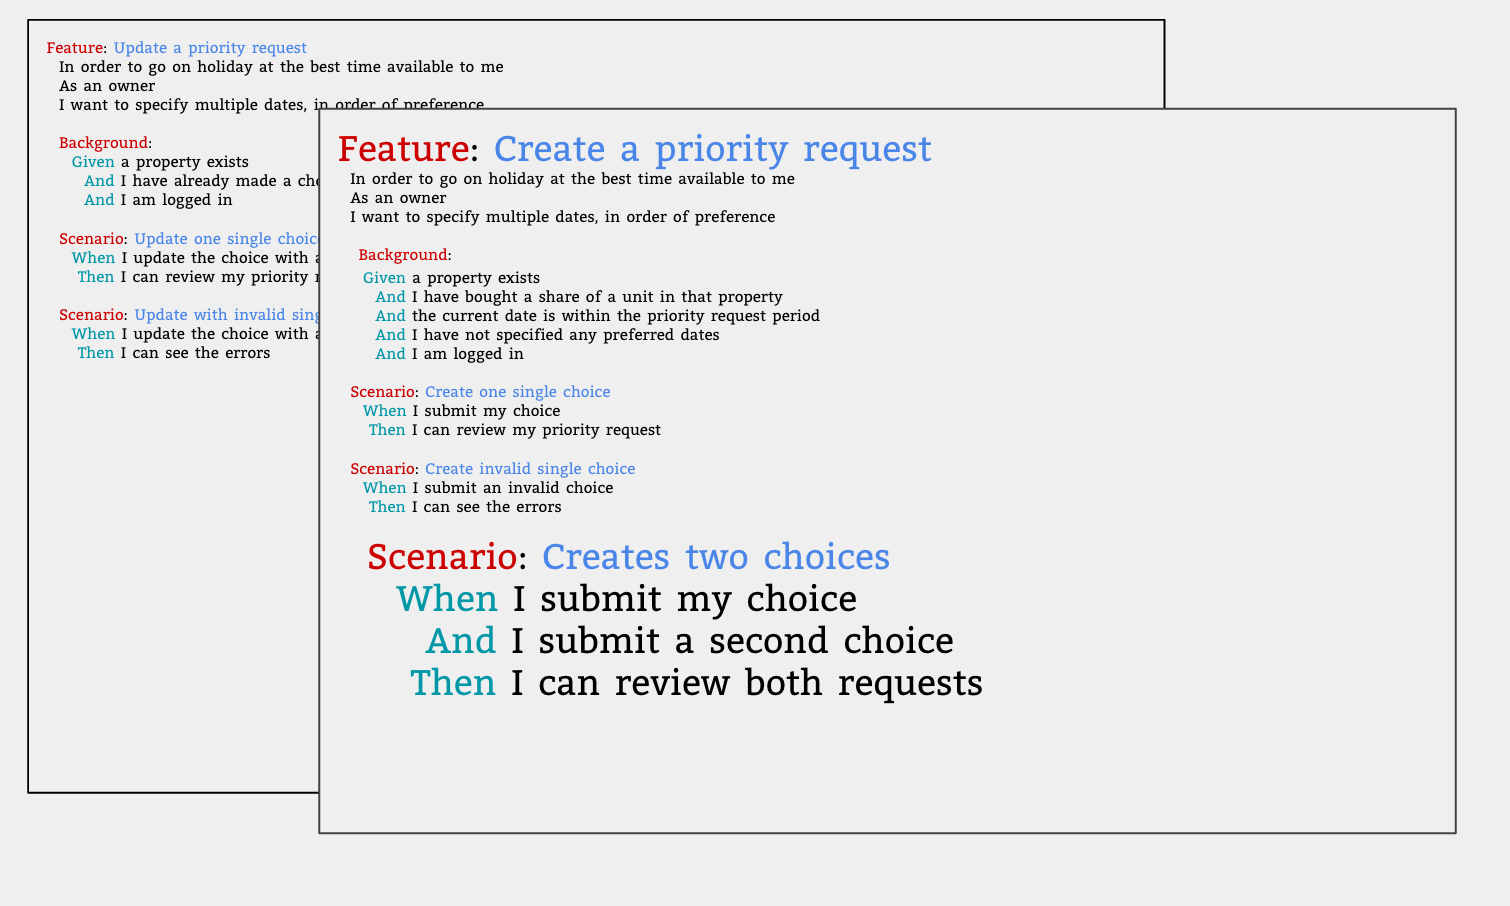 Feature: Update a priority request
In order to go on holiday at the best time available to me
As an owner
I want to specify multiple dates, in order of preference
Background:
Given a property exists
And I have already made a
And I am logged in
Scenario: Update one single
When I update the choice with
Then I can review my priority
Scenario: Update with invalid
When I update the choice with
Then I can see the errors
Feature: Create a priority request
In order to go on holiday at the best time available to me
As an owner
I want to specify multiple dates, in order of preference
Background:
Given a property exists
And I have bought a share of a unit in that property
And the current date is within the priority request period
And I have not specified any preferred dates
And I am logged in
Scenario: Create one single choice
When I submit my choice
Then I can review my priority request
Scenario: Create invalid single choice
When I submit an invalid choice
Then I can see the errors
Scenario: Creates two choices
When I submit my choice
And I submit a second choice
Then I can review both requests